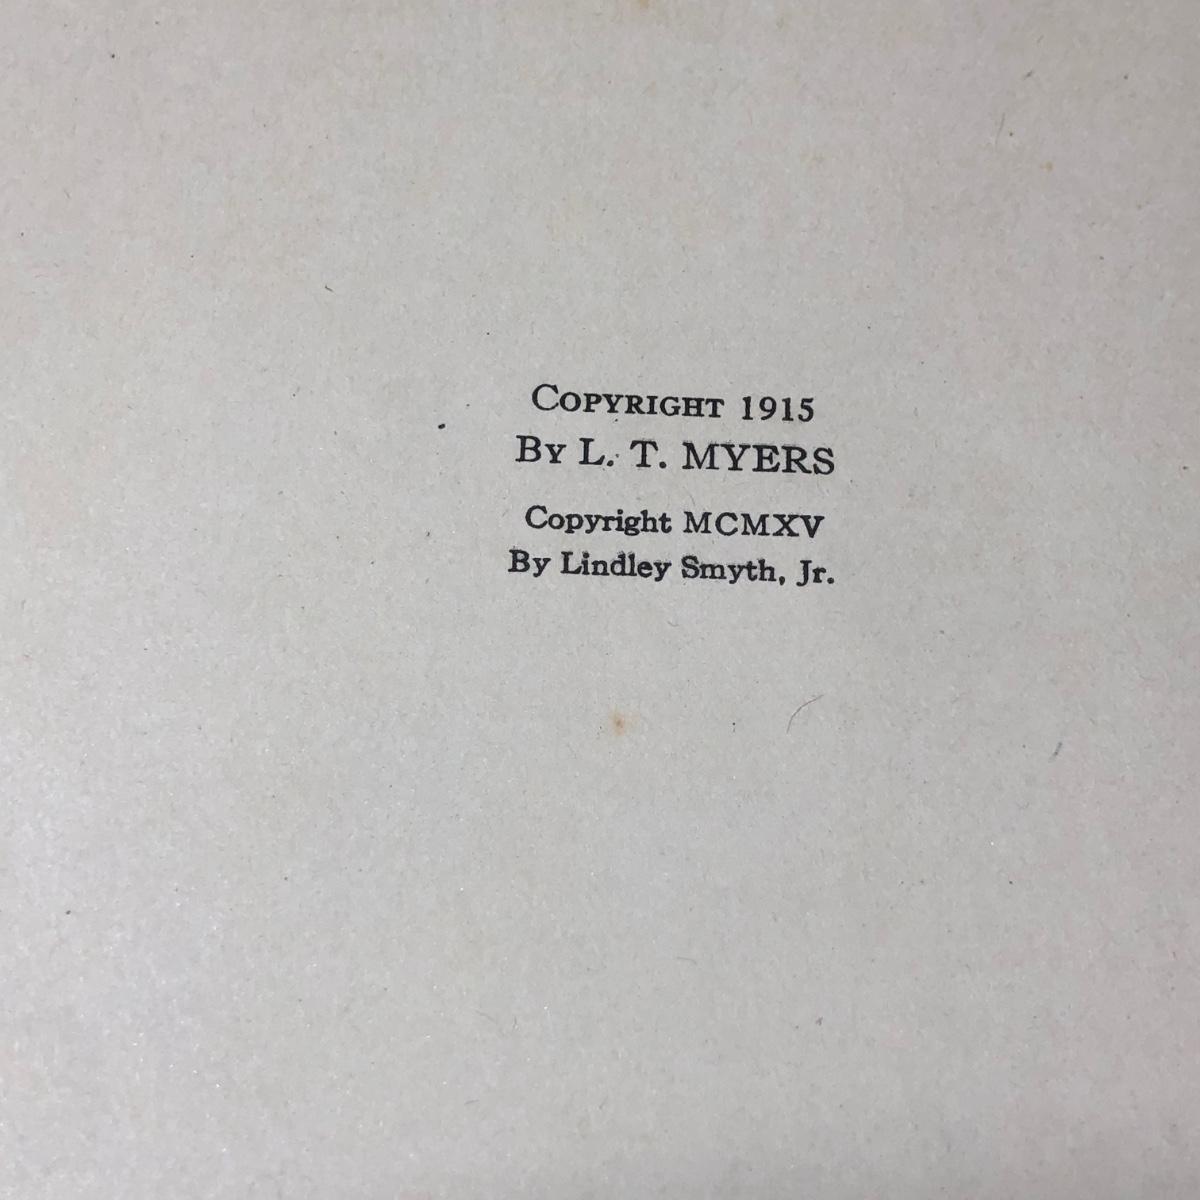 COPYRIGHT 1915
BY L. T. MYERS
Copyright MCMXV
By Lindley Smyth, Jr.